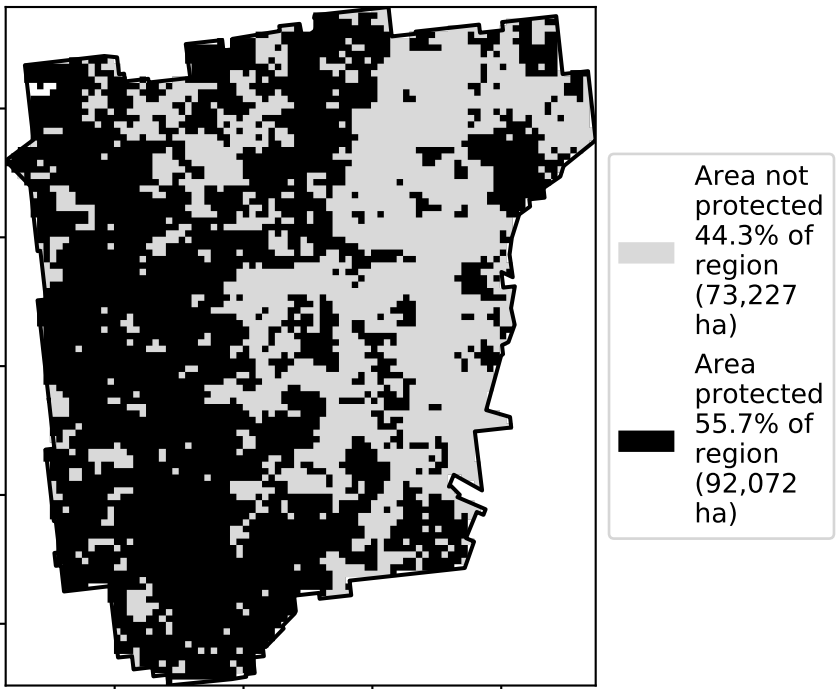 Area not
protected
44.3% of
region
(73,227
ha)
Area
protected
55.7% of
region
(92,072
ha)